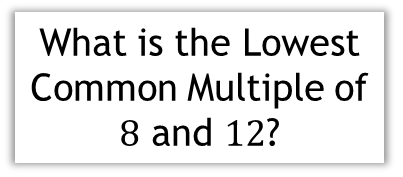 What is the Lowest
Common Multiple of
8 and 12?